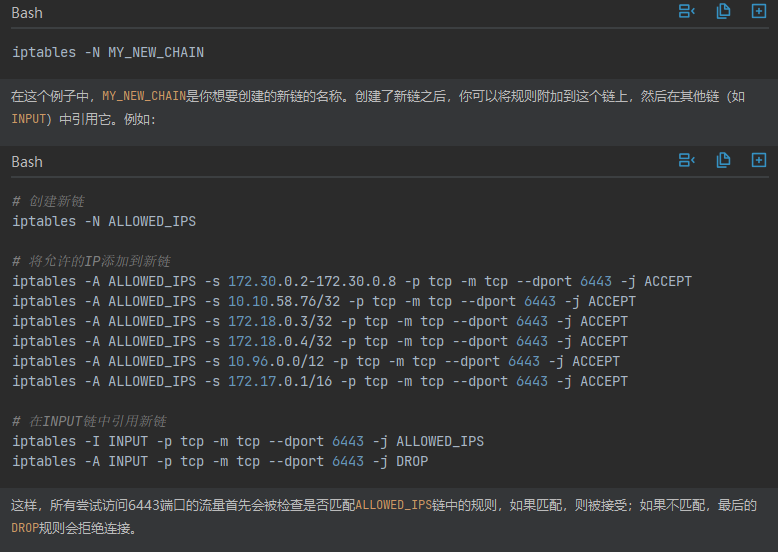 Bash
iptables -N MY_NEW_CHAIN
在这个例子中，MY_NEW_CHAIN是你想要创建的新链的名称。创建了新链之后，你可以将规则附加到这个链上，然后在其他链（如
INPUT）中引用它。例如：
Bash
# 创建新链
iptables -N ALLOWED_IPS
# 将允许的IP添加到新链
iptables -A ALLOWED_IPS -s 172.30.0.2-172.30.0.8 -p tcp -m tcp --dport 6443 -j ACCEPT
iptables -A ALLOWED_IPS -s 10.10.58.76/32 -p tcp -m tcp --dport 6443 -j ACCEPT
iptables -A ALLOWED_IPS -s 172.18.0.3/32 -p tcp -m tcp --dport 6443 -j ACCEPT
iptables -A ALLOWED_IPS -s 172.18.0.4/32 -p tcp -m tcp --dport 6443 -j ACCEPT
iptables -A ALLOWED_IPS -s 10.96.0.0/12 -p tcp -m tcp --dport 6443 -j ACCEPT
iptables -A ALLOWED_IPS -s 172.17.0.1/16 -p tcp -m tcp --dport 6443 -j ACCEPT
# 在INPUT链中引用新链
iptables -I INPUT -p tcp -m tcp --dport 6443 -j ALLOWED_IPS
iptables -A INPUT -p tcp -m tcp --dport 6443 -j DROP
这样，所有尝试访问6443端口的流量首先会被检查是否匹配ALLOWED_IPS链中的规则，如果匹配，则被接受；如果不匹配，最后的
DROP规则会拒绝连接。